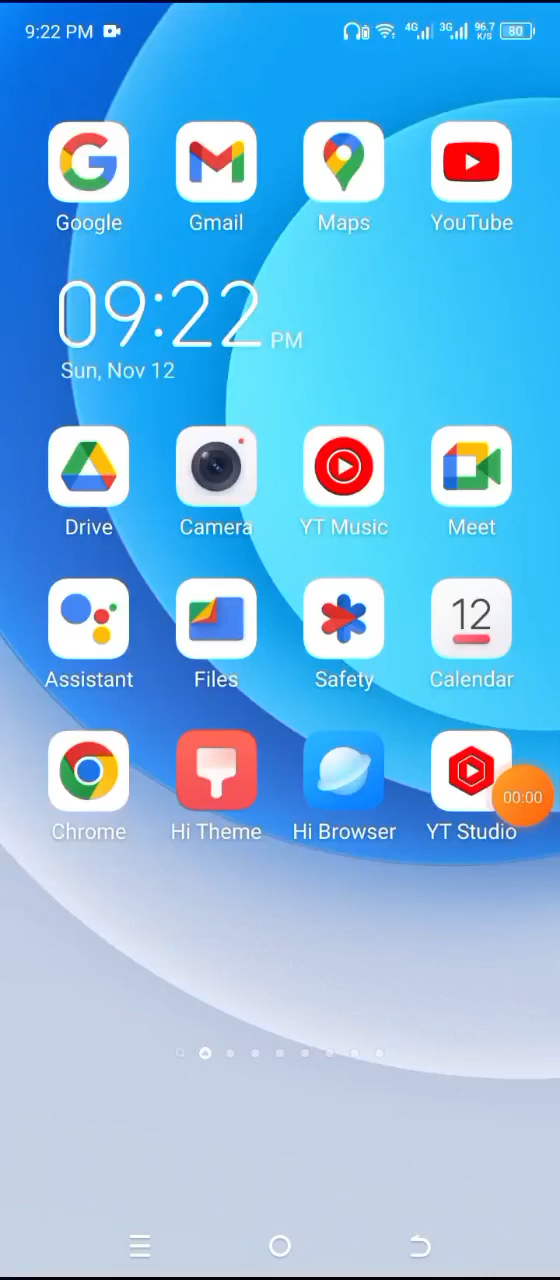 9:22 PM
4G 3G 96.7 K/S 80
Google Gmail Maps YouTube
09:22 PM
Sun, Nov 12
Drive Camera YT Music Meet
12
Assistant Files Safety Calendar
00:00
Chrome Hi Theme Hi Browser YT Studio